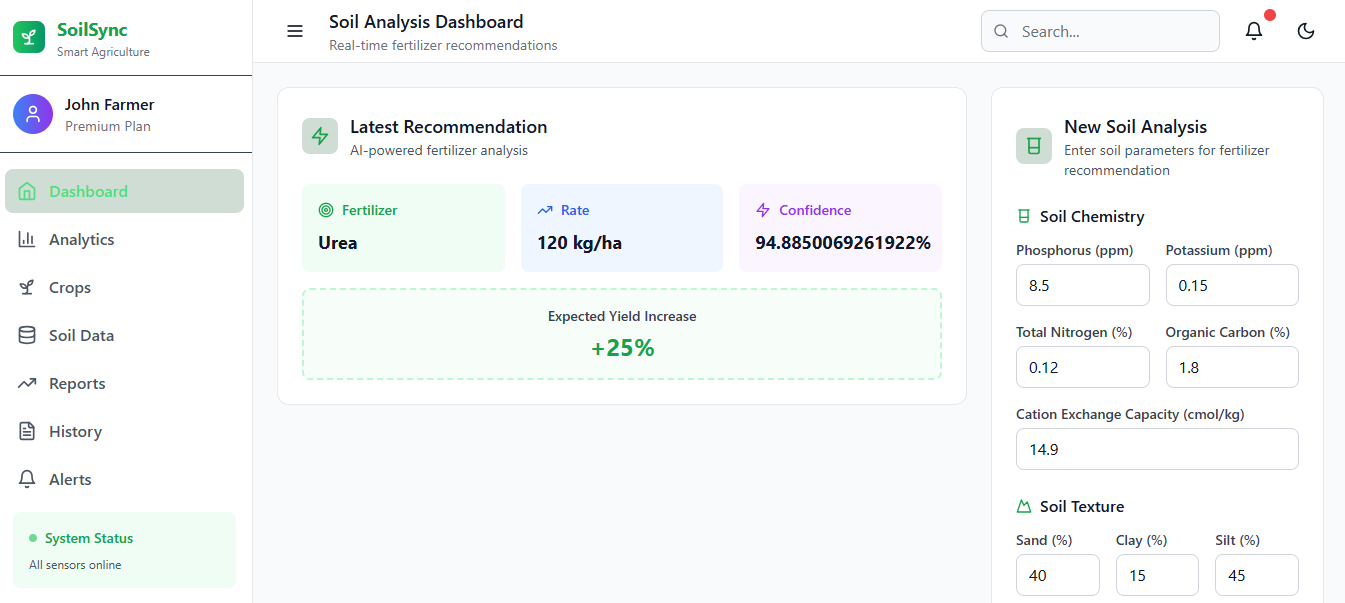 SoilSync
Smart Agriculture
John Farmer
Premium Plan
Dashboard
Analytics
Crops
Soil Data
Reports
History
Alerts
System Status
All sensors online
Soil Analysis Dashboard
Real-time fertilizer recommendations
Search...
Latest Recommendation
AI-powered fertilizer analysis
Fertilizer
Urea
Rate
120 kg/ha
Confidence
94.8850069261922%
Expected Yield Increase
+25%
New Soil Analysis
Enter soil parameters for fertilizer
recommendation
Soil Chemistry
Phosphorus (ppm) Potassium (ppm)
8.5 0.15
Total Nitrogen (%) Organic Carbon (%)
0.12 1.8
Cation Exchange Capacity (cmol/kg)
14.9
Soil Texture
Sand (%) Clay (%) Silt (%)
40 15 45